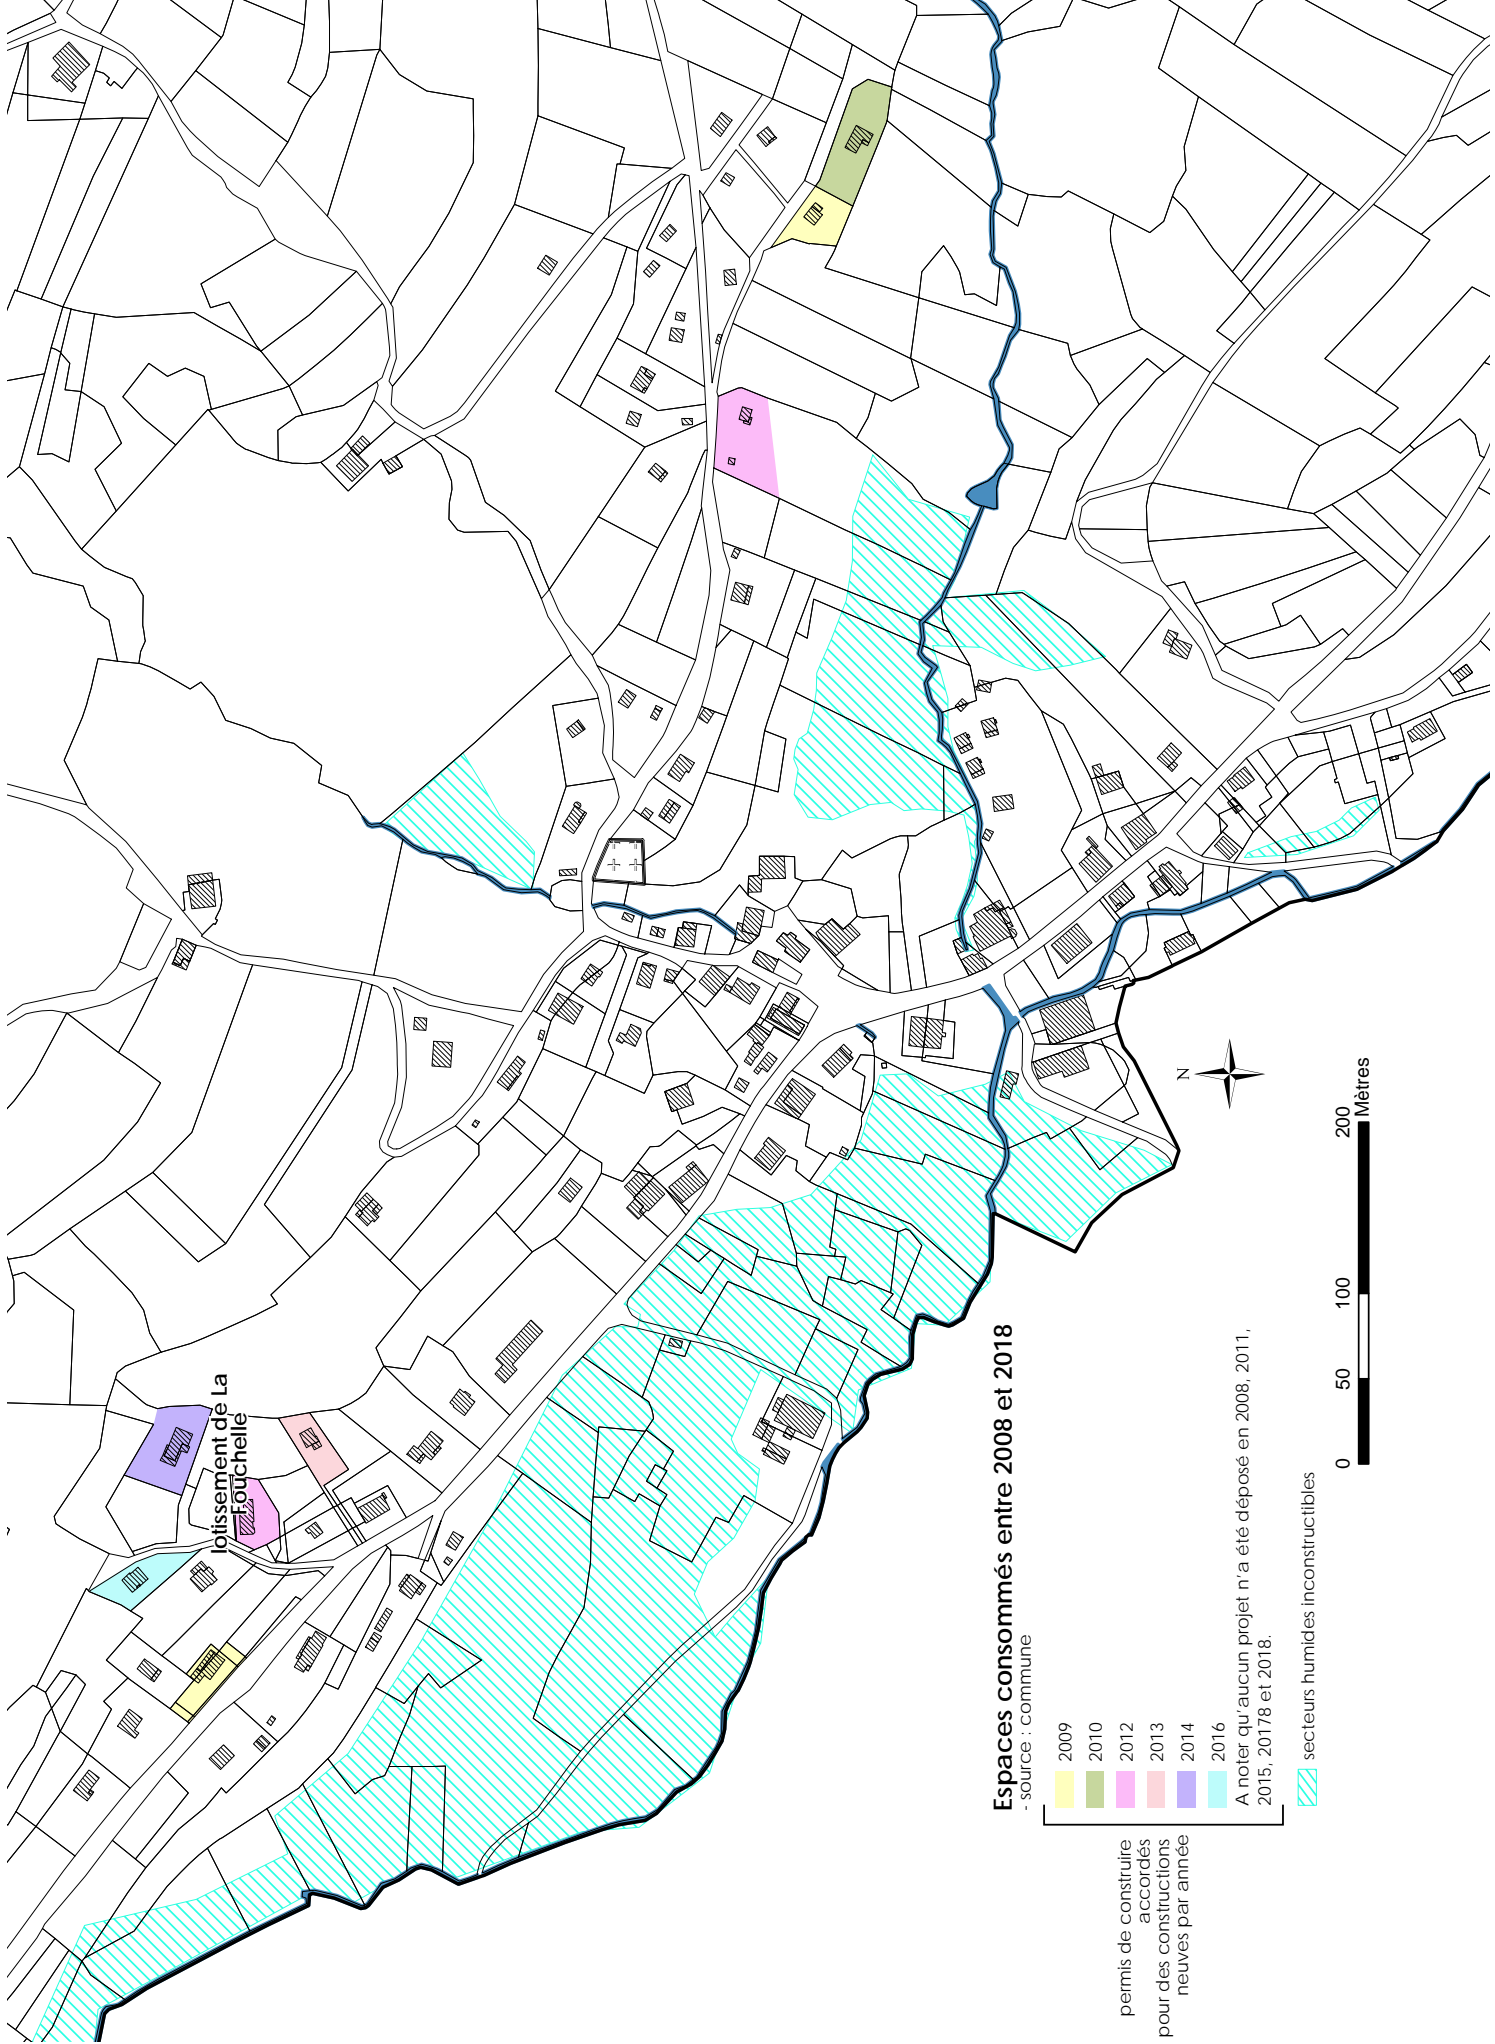 lotissement de La
Fouchelle
Espaces consommés entre 2008 et 2018
- source : commune
permis de construire
accordés
pour des constructions
neuves par année
2009
2010
2012
2013
2014
2016
A noter qu'aucun projet n'a été déposé en 2008, 2011,
2015, 20178 et 2018.
secteurs humides inconstructibles
N
0 50 100 200
Mètres